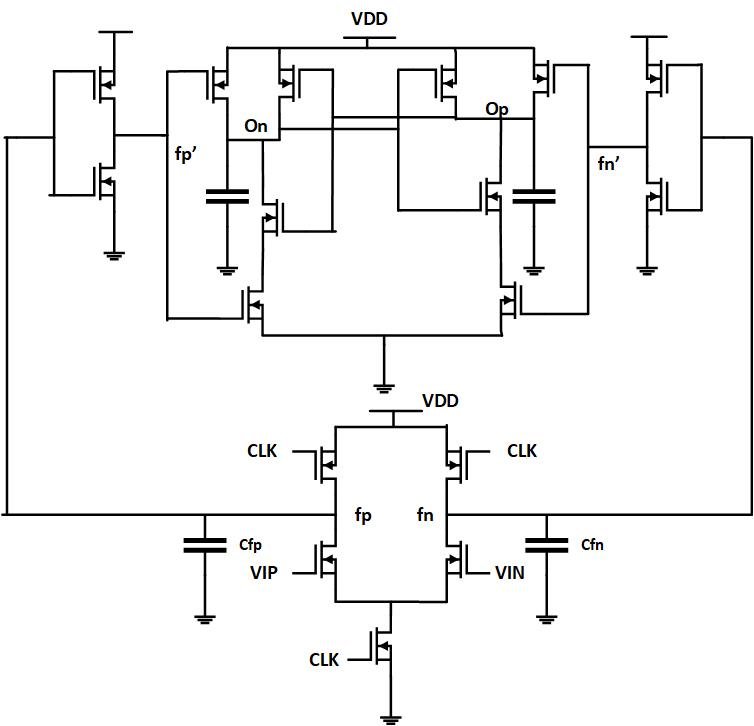 VDD
On
Op
fp'
fn'
VDD
CLK
CLK
fp
fn
Cfp
Cfn
VIP
VIN
CLK